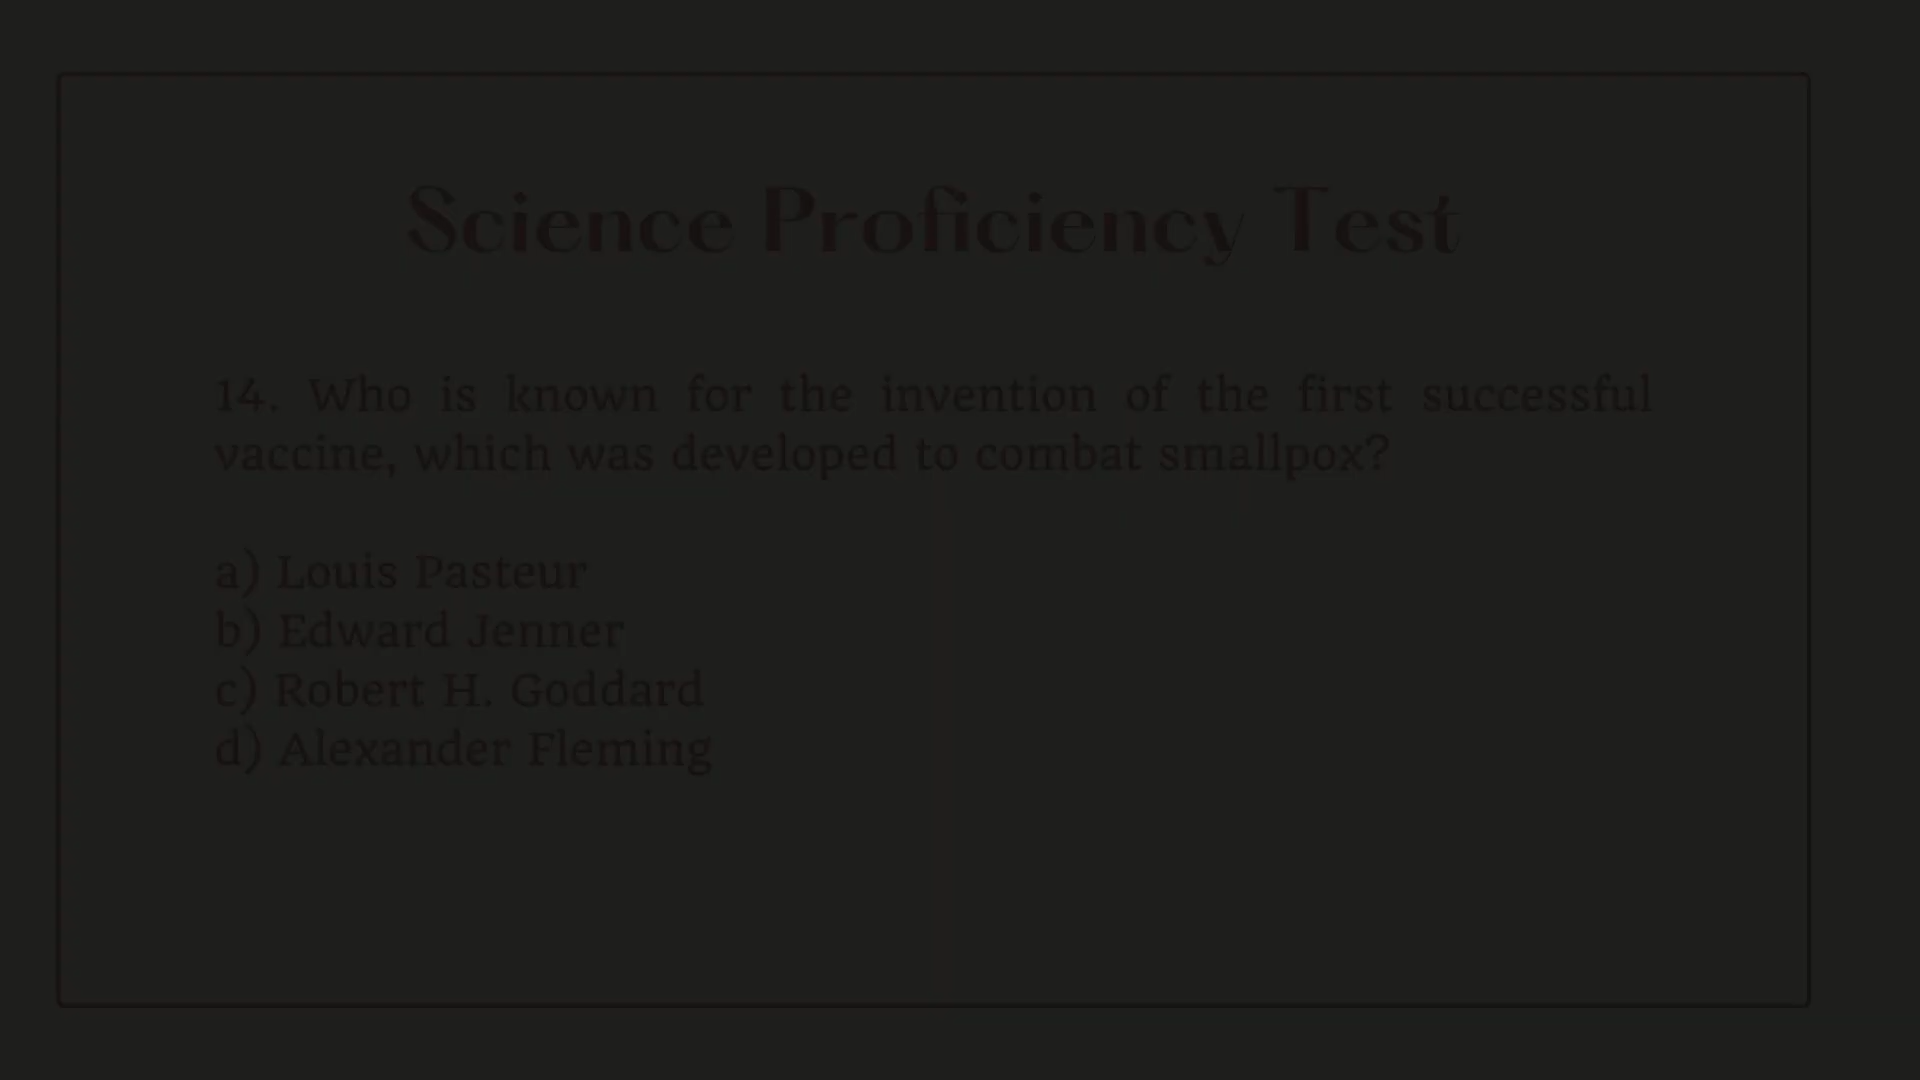 Science Proficiency Test
14. Who is known for the invention of the first successful
vaccine, which was developed to combat smallpox?
a) Louis Pasteur
b) Edward Jenner
c) Robert H. Goddard
d) Alexander Fleming